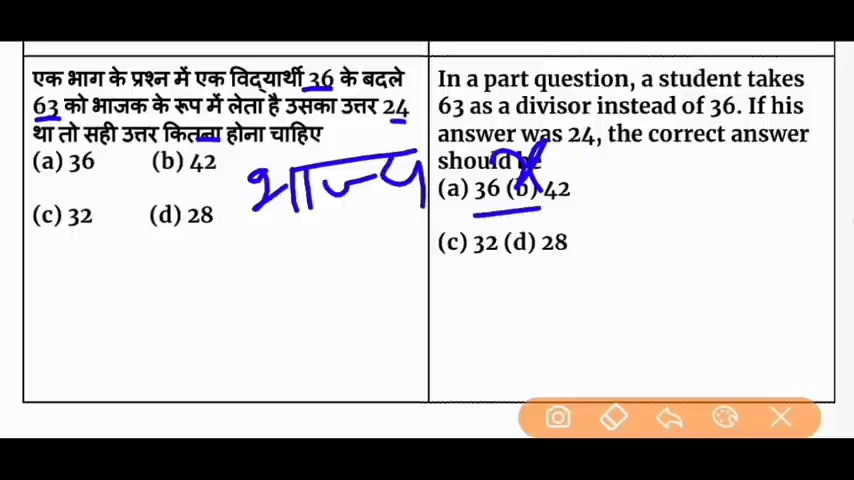 एक भाग के प्रश्न में एक विद्यार्थी 36 के बदले
63 को भाजक के रूप में लेता है उसका उत्तर 24
था तो सही उत्तर कितना होना चाहिए
(a) 36 (b) 42
(c) 32 (d) 28
भाज्य
In a part question, a student takes
63 as a divisor instead of 36. If his
answer was 24, the correct answer
should be
(a) 36 (b) 42
(c) 32 (d) 28